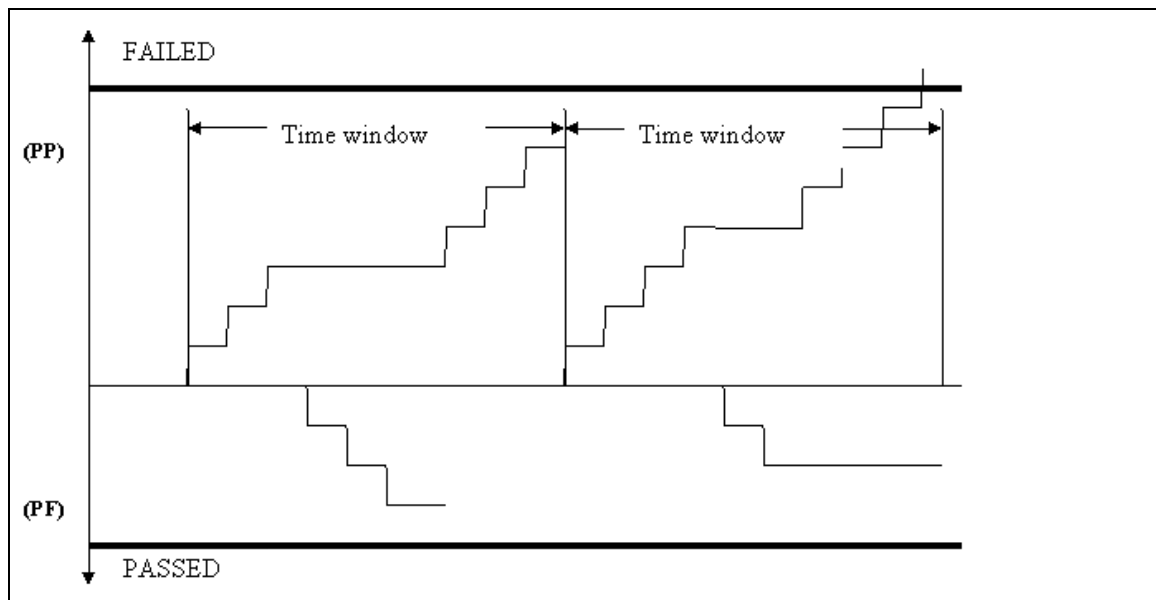 FAILED
Time window
Time window
(PP)
(PF)
PASSED